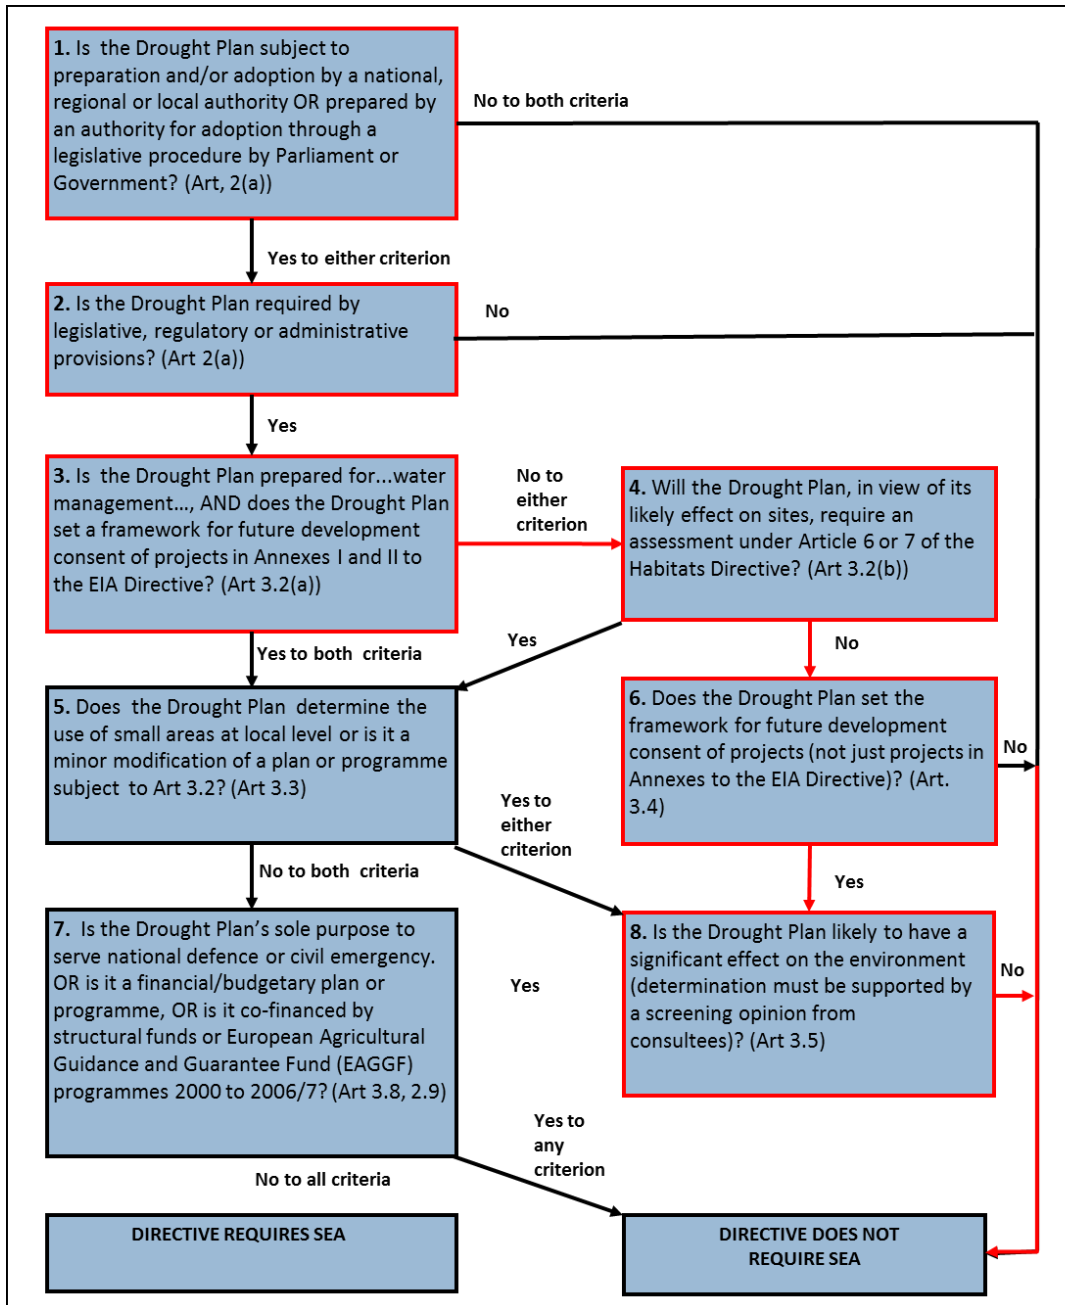 1. Is the Drought Plan subject to
preparation and/or adoption by a national,
regional or local authority OR prepared by
an authority for adoption through a
legislative procedure by Parliament or
Government? (Art, 2(a))
No to both criteria
Yes to either criterion
2. Is the Drought Plan required by
legislative, regulatory or administrative
provisions? (Art 2(a))
No
Yes
3. Is the Drought Plan prepared for...water
management..., AND does the Drought Plan
set a framework for future development
consent of projects in Annexes I and II to
the EIA Directive? (Art 3.2(a))
No to
either
criterion
4. Will the Drought Plan, in view of its
likely effect on sites, require an
assessment under Article 6 or 7 of the
Habitats Directive? (Art 3.2(b))
Yes to both criteria
Yes
No
5. Does the Drought Plan determine the
use of small areas at local level or is it a
minor modification of a plan or programme
subject to Art 3.2? (Art 3.3)
6. Does the Drought Plan set the
framework for future development
consent of projects (not just projects in
Annexes to the EIA Directive)? (Art.
3.4)
No
Yes to
either
criterion
No to both criteria
Yes
7. Is the Drought Plan's sole purpose to
serve national defence or civil emergency.
OR is it a financial/budgetary plan or
programme, OR is it co-financed by
structural funds or European Agricultural
Guidance and Guarantee Fund (EAGGF)
programmes 2000 to 2006/7? (Art 3.8, 2.9)
Yes
8. Is the Drought Plan likely to have a
significant effect on the environment
(determination must be supported by
a screening opinion from
consultees)? (Art 3.5)
No
Yes to
any
criterion
No to all criteria
DIRECTIVE REQUIRES SEA
DIRECTIVE DOES NOT
REQUIRE SEA